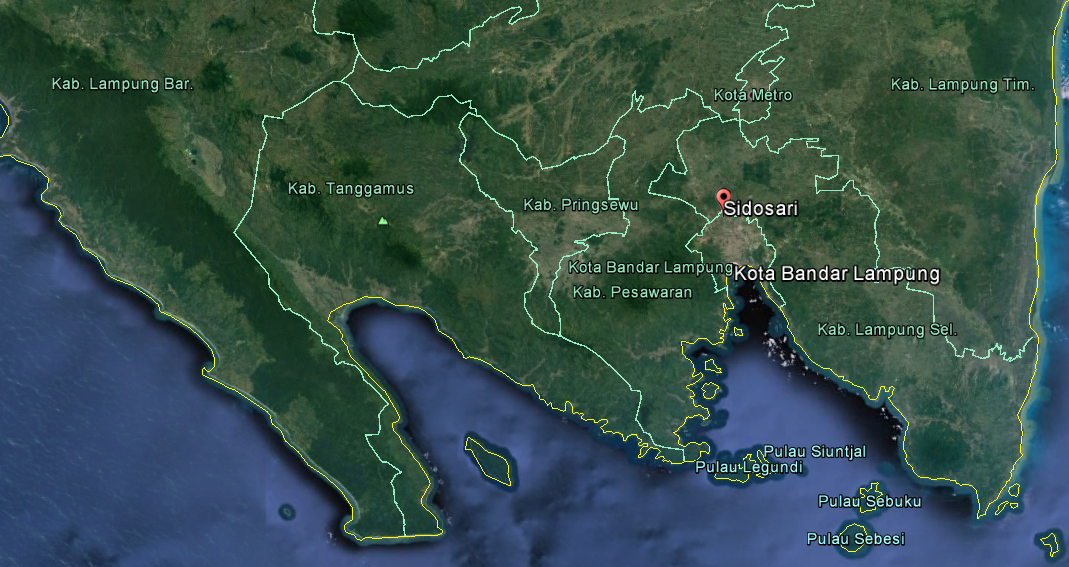 Kab. Lampung Bar.
Kab. Lampung Tim.
Kota Metro
Kab. Tanggamus
Kab. Pringsewu
Sidosari
Kota Bandar Lampung
Kota Bandar Lampung
Kab. Pesawaran
Kab. Lampung Sel.
Pulau Siuntjal
Pulau Legundi
Pulau Sebuku
Pulau Sebesi